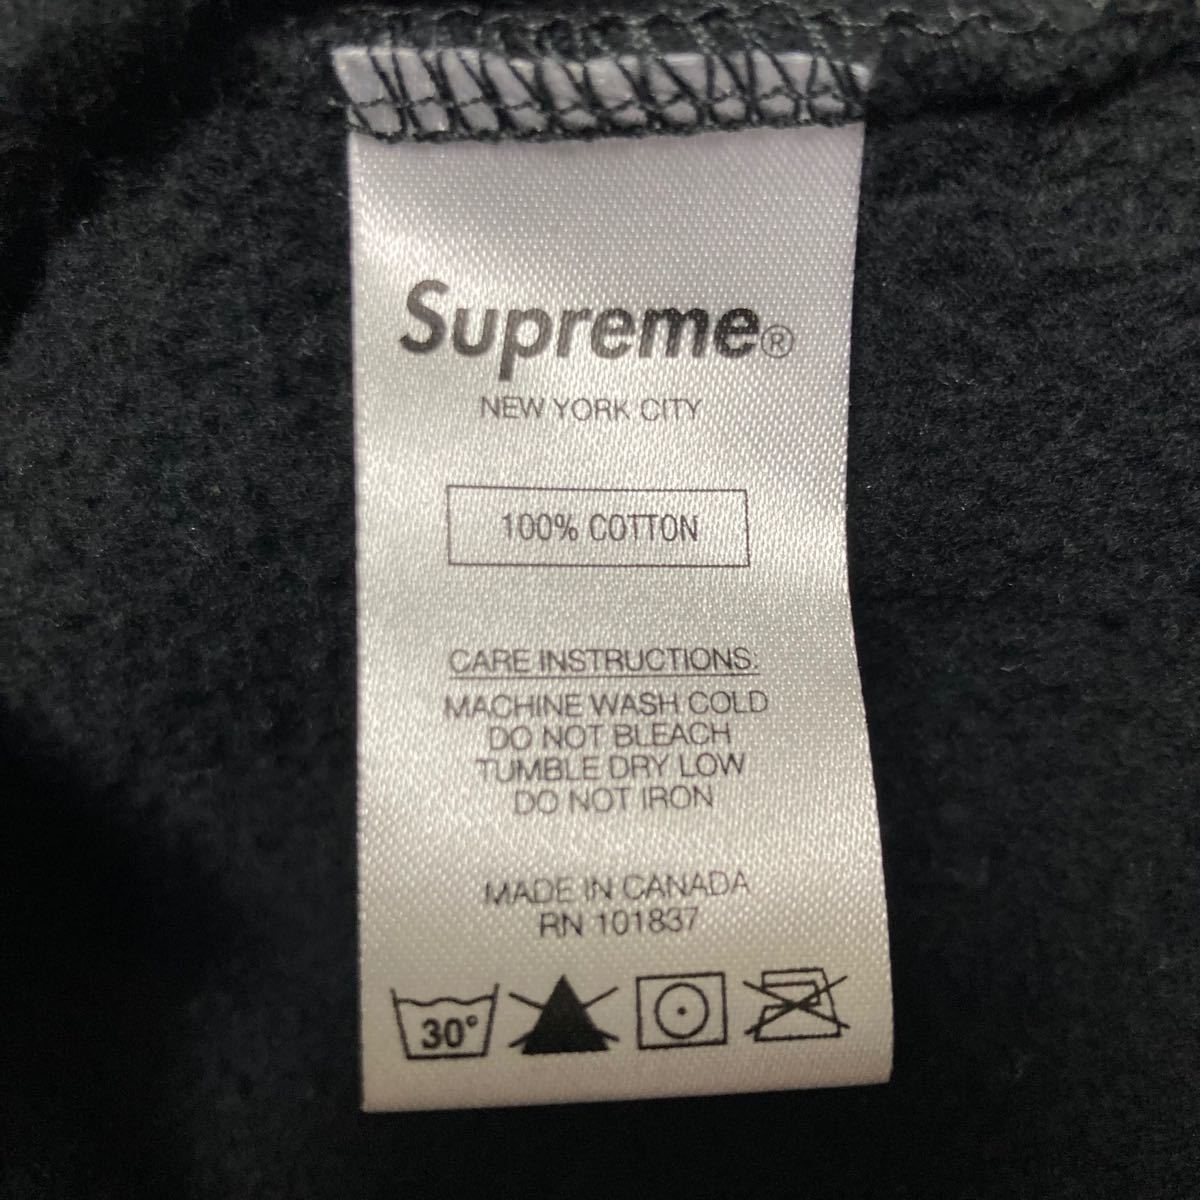 Supreme®
NEW YORK CITY
100% COTTON
CARE INSTRUCTIONS:
MACHINE WASH COLD
DO NOT BLEACH
TUMBLE DRY LOW
DO NOT IRON
MADE IN CANADA
RN 101837
30°